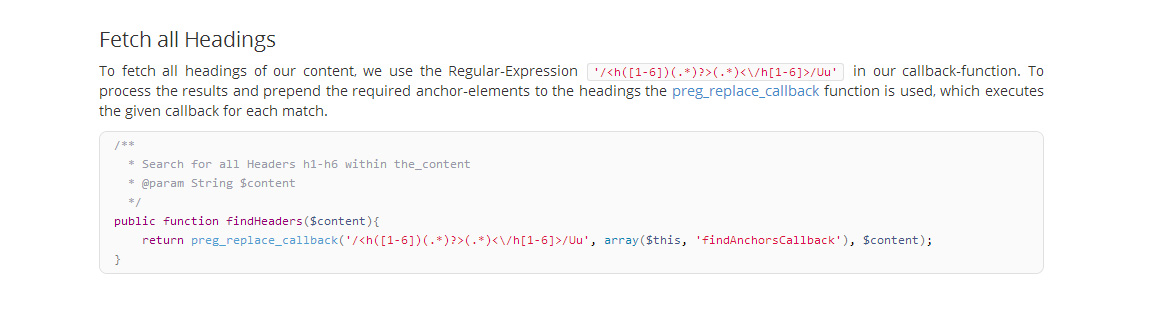 Fetch all Headings
To fetch all headings of our content, we use the Regular-Expression '/<h([1-6])(.*)?>(.*)<\/h[1-6]>/Uu' in our callback-function. To
process the results and prepend the required anchor-elements to the headings the preg_replace_callback function is used, which executes
the given callback for each match.
/**
 * Search for all Headers h1-h6 within the_content
 * @param String $content
 */
public function findHeaders($content){
    return preg_replace_callback('/<h([1-6])(.*)?>(.*)<\/h[1-6]>/Uu', array($this, 'findAnchorsCallback'), $content);
}